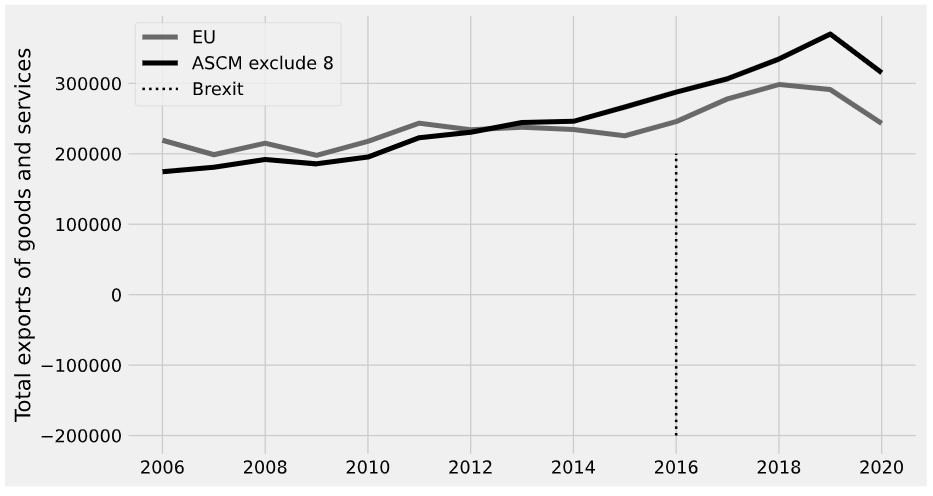 EU
ASCM exclude 8
Brexit
Total exports of goods and services
300000
200000
100000
0
−100000
−200000
2006 2008 2010 2012 2014 2016 2018 2020